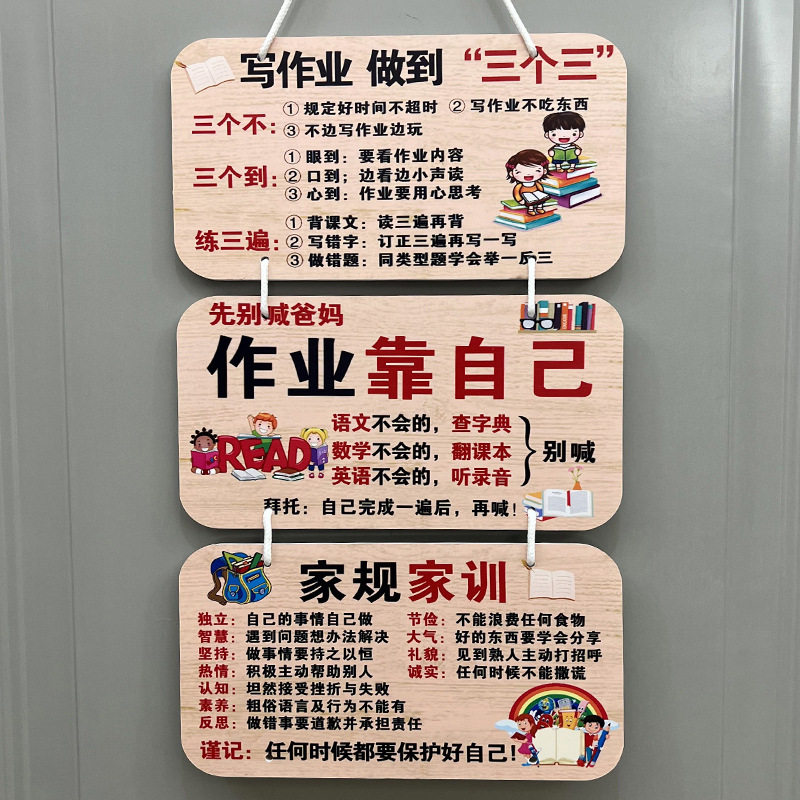 写作业 做到 “三个三”
三个不：
① 规定好时间不超时 ② 写作业不吃东西
③ 不边写作业边玩
三个到：
① 眼到：要看作业内容
② 口到；边看边小声读
③ 心到：作业要用心思考
练三遍：
① 背课文：读三遍再背
② 写错字：订正三遍再写一写
③ 做错题：同类型题学会举一反三
先别喊爸妈
作业靠自己
READ
语文不会的，查字典
数学不会的，翻课本
英语不会的，听录音
别喊
拜托：自己完成一遍后，再喊！
家规家训
独立：自己的事情自己做
智慧：遇到问题想办法解决
坚持：做事情要持之以恒
热情：积极主动帮助别人
认知：坦然接受挫折与失败
素养：粗俗语言及行为不能有
反思：做错事要道歉并承担责任
节俭：不能浪费任何食物
大气：好的东西要学会分享
礼貌：见到熟人主动打招呼
诚实：任何时候不能撒谎
谨记：任何时候都要保护好自己！